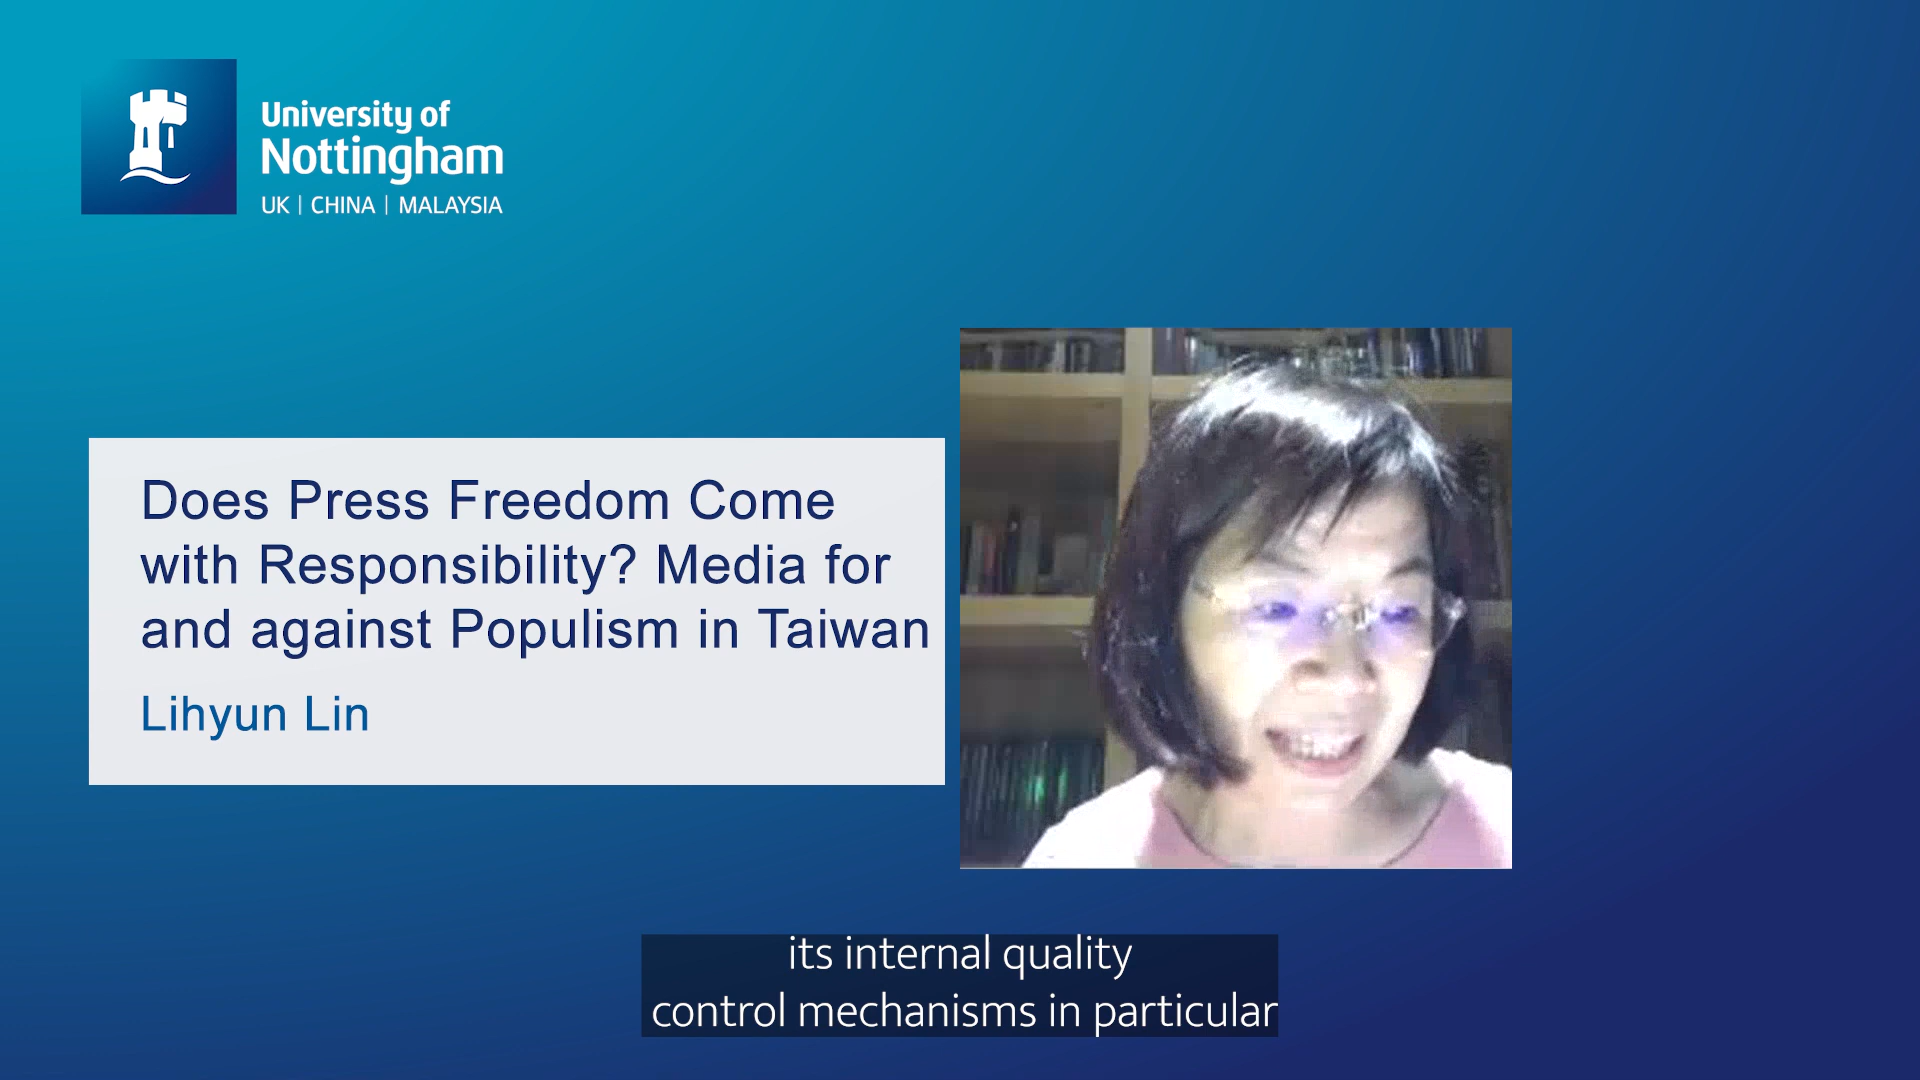 University of
Nottingham
UK | CHINA | MALAYSIA
Does Press Freedom Come
with Responsibility? Media for
and against Populism in Taiwan
Lihyun Lin
its internal quality
control mechanisms in particular